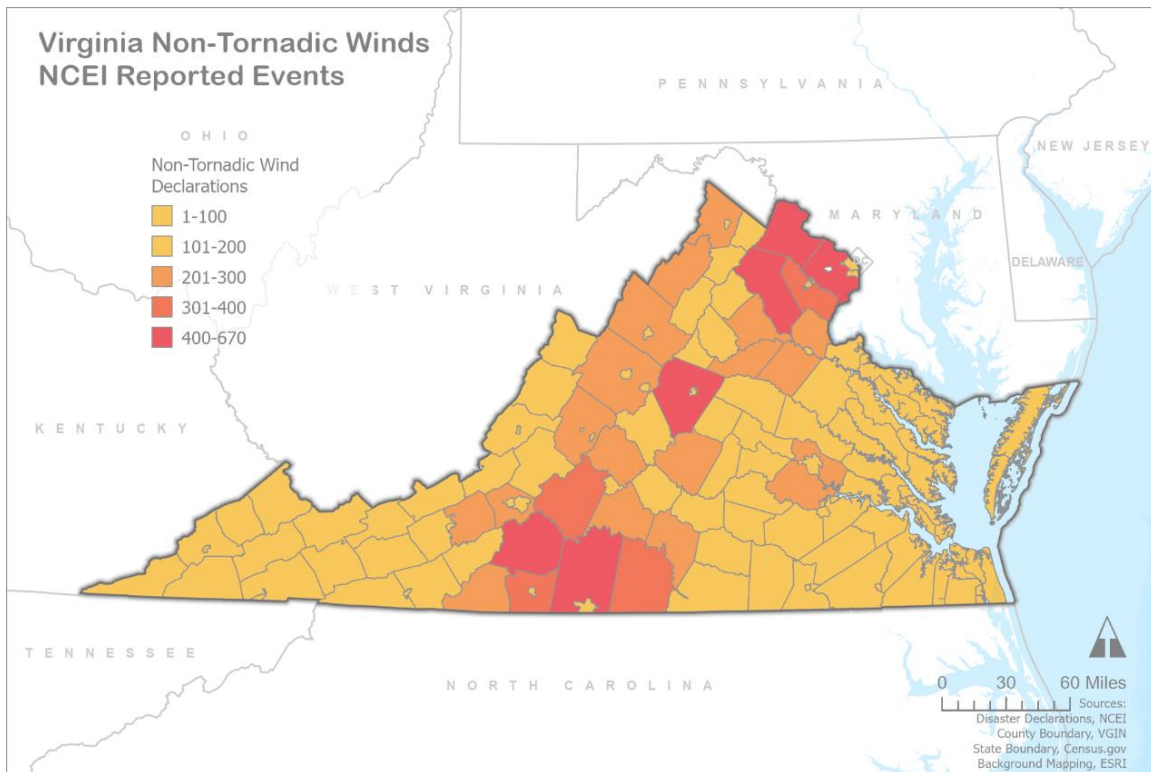 Virginia Non-Tornadic Winds
NCEI Reported Events
PENNSYLVANIA
OHIO
NEW JERSEY
Non-Tornadic Wind
Declarations
1-100
101-200
201-300
301-400
400-670
MARYLAND
DC
DELAWARE
WEST VIRGINIA
KENTUCKY
TENNESSEE
NORTH CAROLINA
0 30 60 Miles
Sources:
Disaster Declarations, NCEI
County Boundary, VGIN
State Boundary, Census.gov
Background Mapping, ESRI